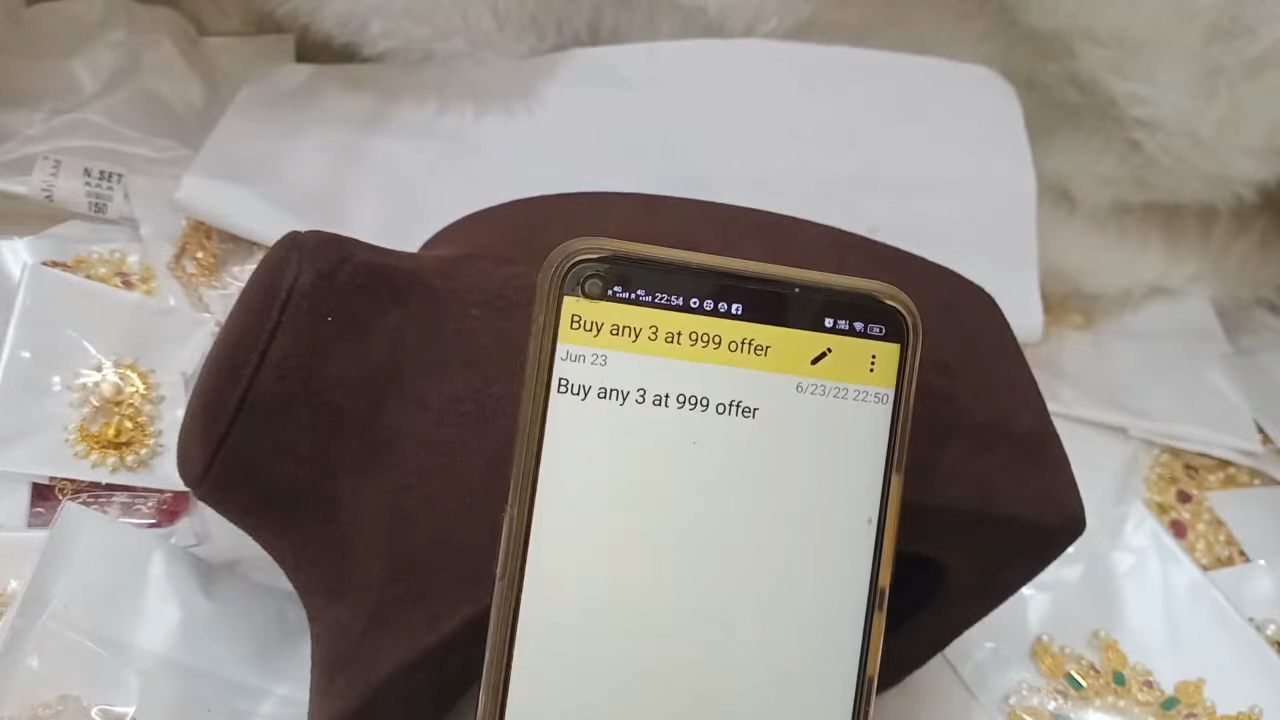 N.SET
AAA
150
22:54
Buy any 3 at 999 offer
Jun 23
6/23/22 22:50
Buy any 3 at 999 offer